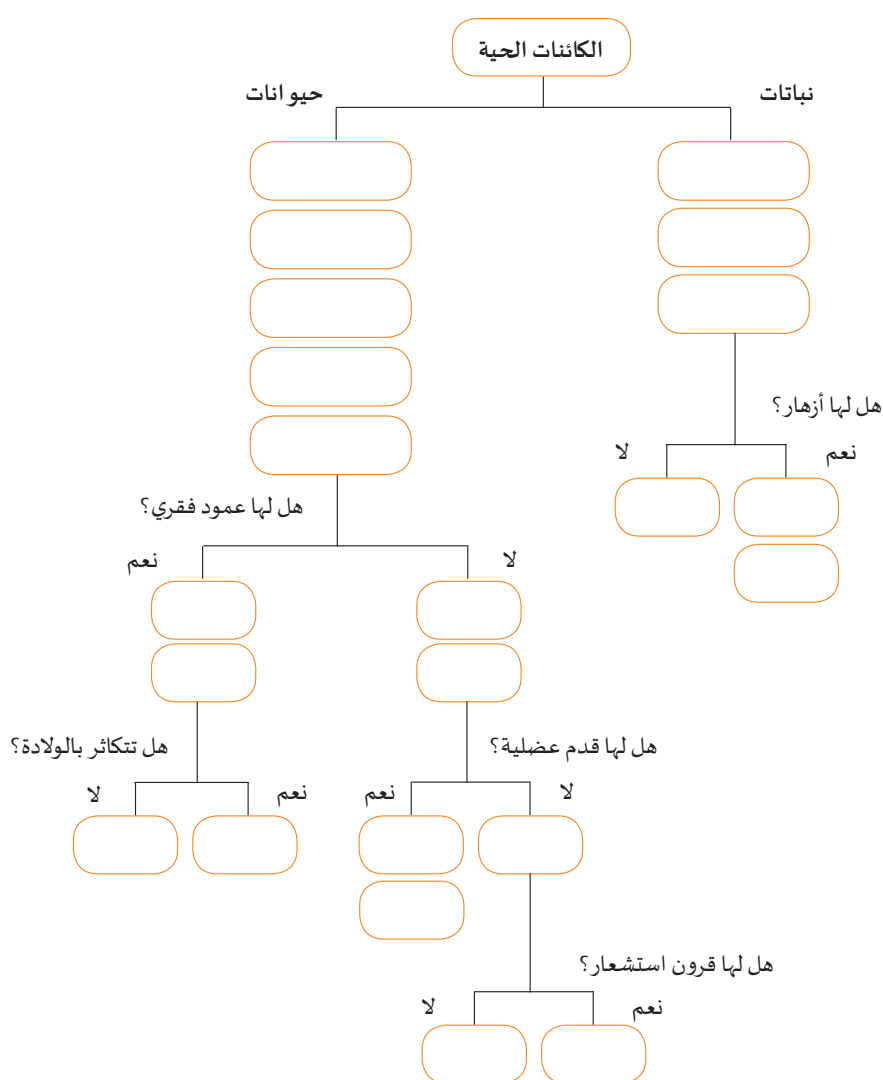 الكائنات الحية
نباتات
حيوانات
هل لها أزهار؟
نعم
لا
هل لها عمود فقري؟
لا
نعم
هل لها قدم عضلية؟
هل تتكاثر بالولادة؟
لا
نعم
نعم
لا
هل لها قرون استشعار؟
نعم
لا